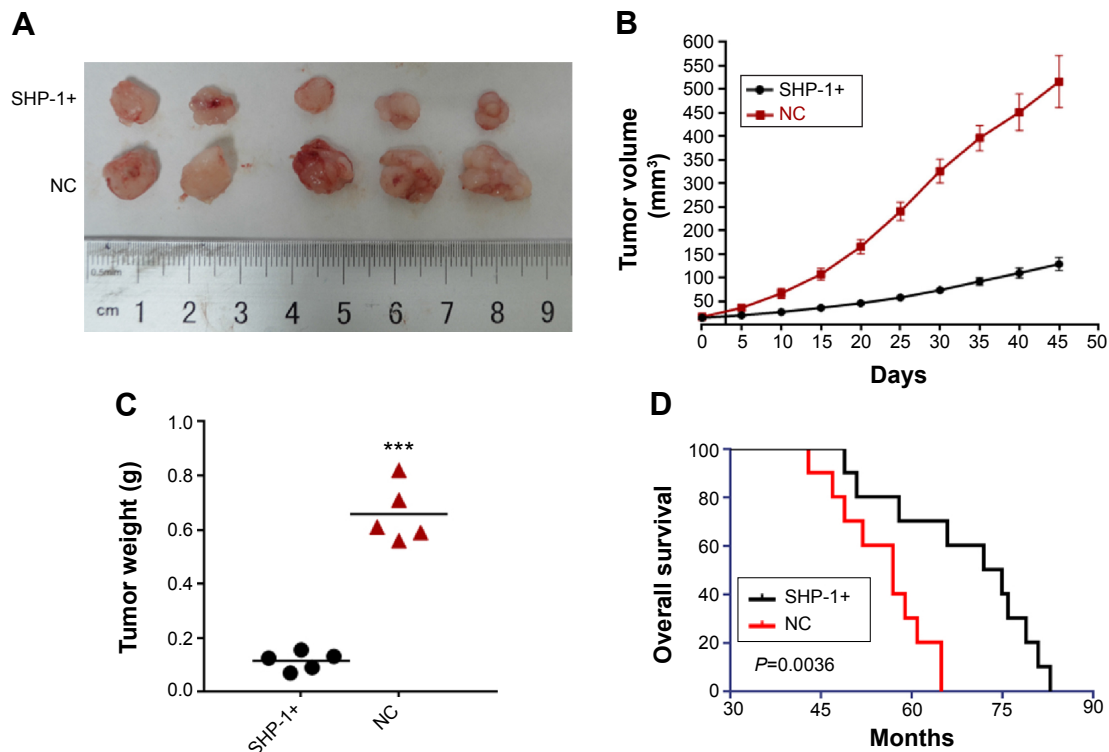 A
SHP-1+
NC
0.5mm
cm 1 2 3 4 5 6 7 8 9
B
600
550
500
450
400
350
300
250
200
150
100
50
Tumor volume
(mm³)
SHP-1+
NC
0 5 10 15 20 25 30 35 40 45 50
Days
C
1.0
0.8
0.6
0.4
0.2
0.0
Tumor weight (g)
***
SHP-1+
NC
D
100
80
60
40
20
0
Overall survival
SHP-1+
NC
P=0.0036
30 45 60 75 90
Months